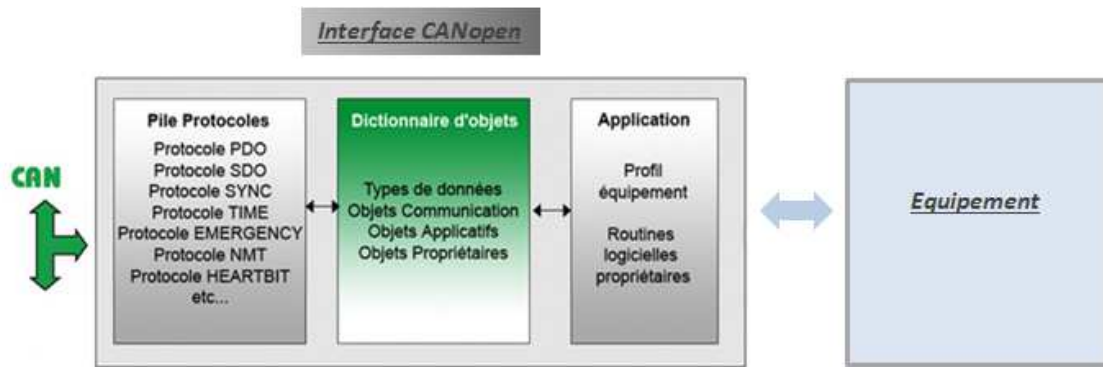 Interface CANopen
CAN
Pile Protocoles
Protocole PDO
Protocole SDO
Protocole SYNC
Protocole TIME
Protocole EMERGENCY
Protocole NMT
Protocole HEARTBIT
etc...
Dictionnaire d'objets
Types de données
Objets Communication
Objets Applicatifs
Objets Propriétaires
Application
Profil
équipement
Routines
logicielles
propriétaires
Equipement